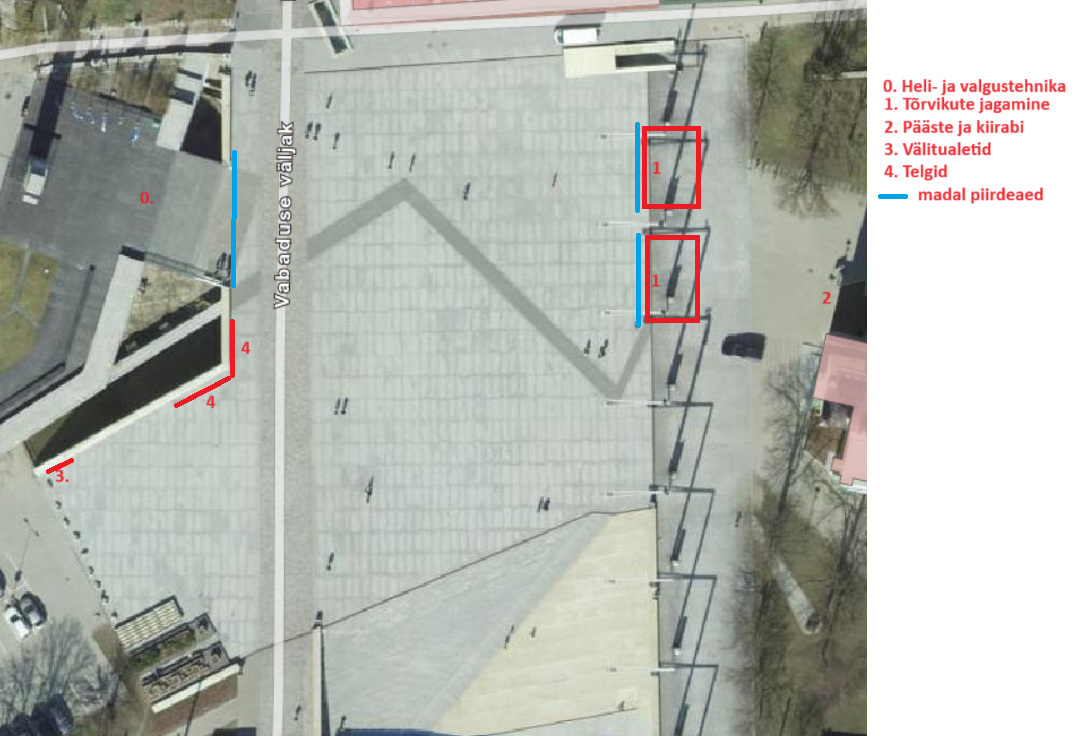 0. Heli- ja valgustehnika
1. Tõrvikute jagamine
2. Pääste ja kiirabi
3. Välitualetid
4. Telgid
madal piirdeaed
Vabaduse väljak
0.
1
1
2
4
4
3.